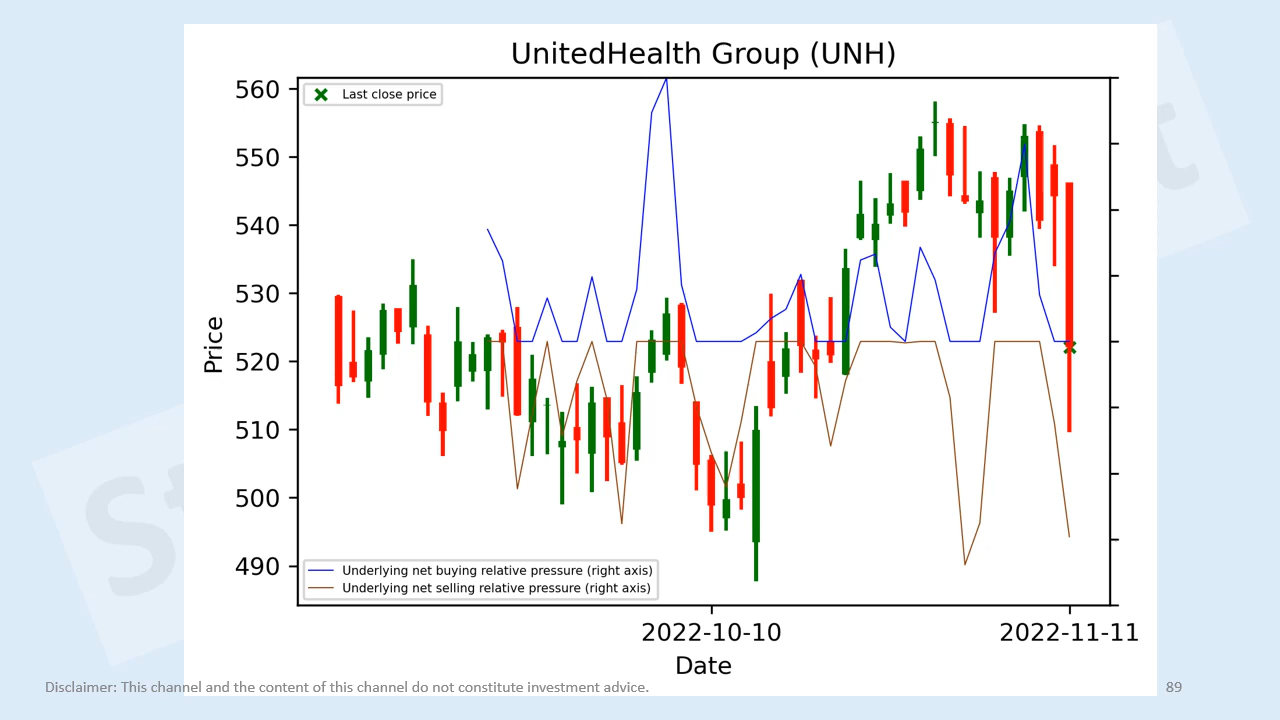 UnitedHealth Group (UNH)
Last close price
560
550
540
530
520
510
500
490
Price
Underlying net buying relative pressure (right axis)
Underlying net selling relative pressure (right axis)
2022-10-10
2022-11-11
Date
Disclaimer: This channel and the content of this channel do not constitute investment advice.
89